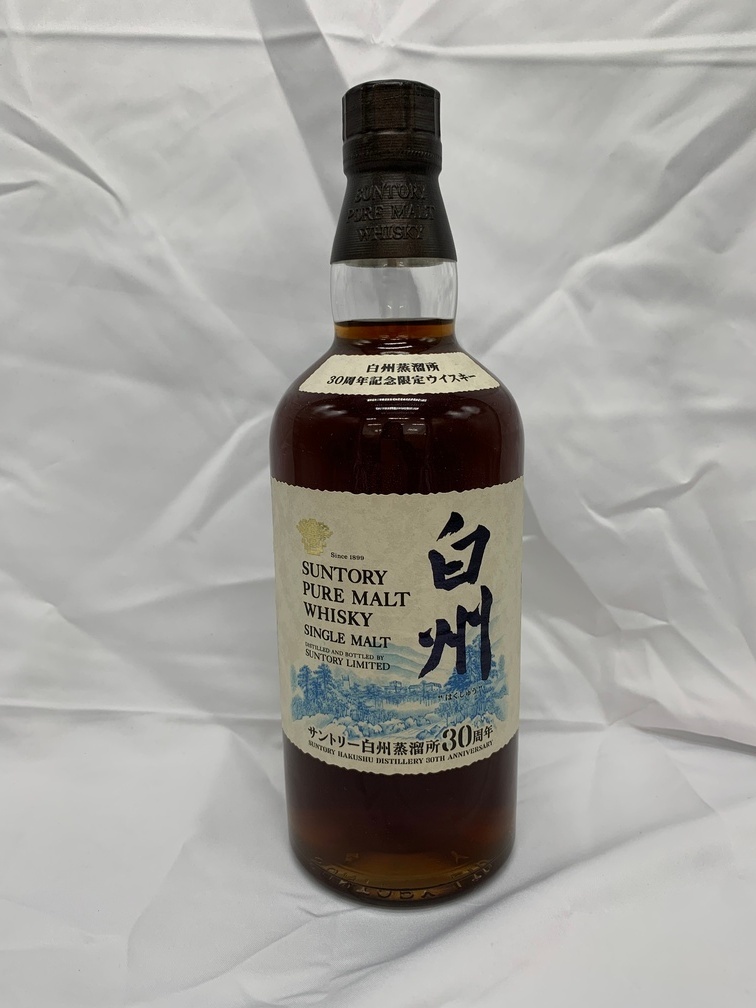 SUNTORY
PURE MALT
WHISKY
白州蒸溜所
30周年記念限定ウイスキー
Since 1899
SUNTORY
PURE MALT
WHISKY
SINGLE MALT
DISTILLED AND BOTTLED BY
SUNTORY LIMITED
白州
"はくしゅう"
サントリー白州蒸溜所30周年
SUNTORY HAKUSHU DISTILLERY 30TH ANNIVERSARY